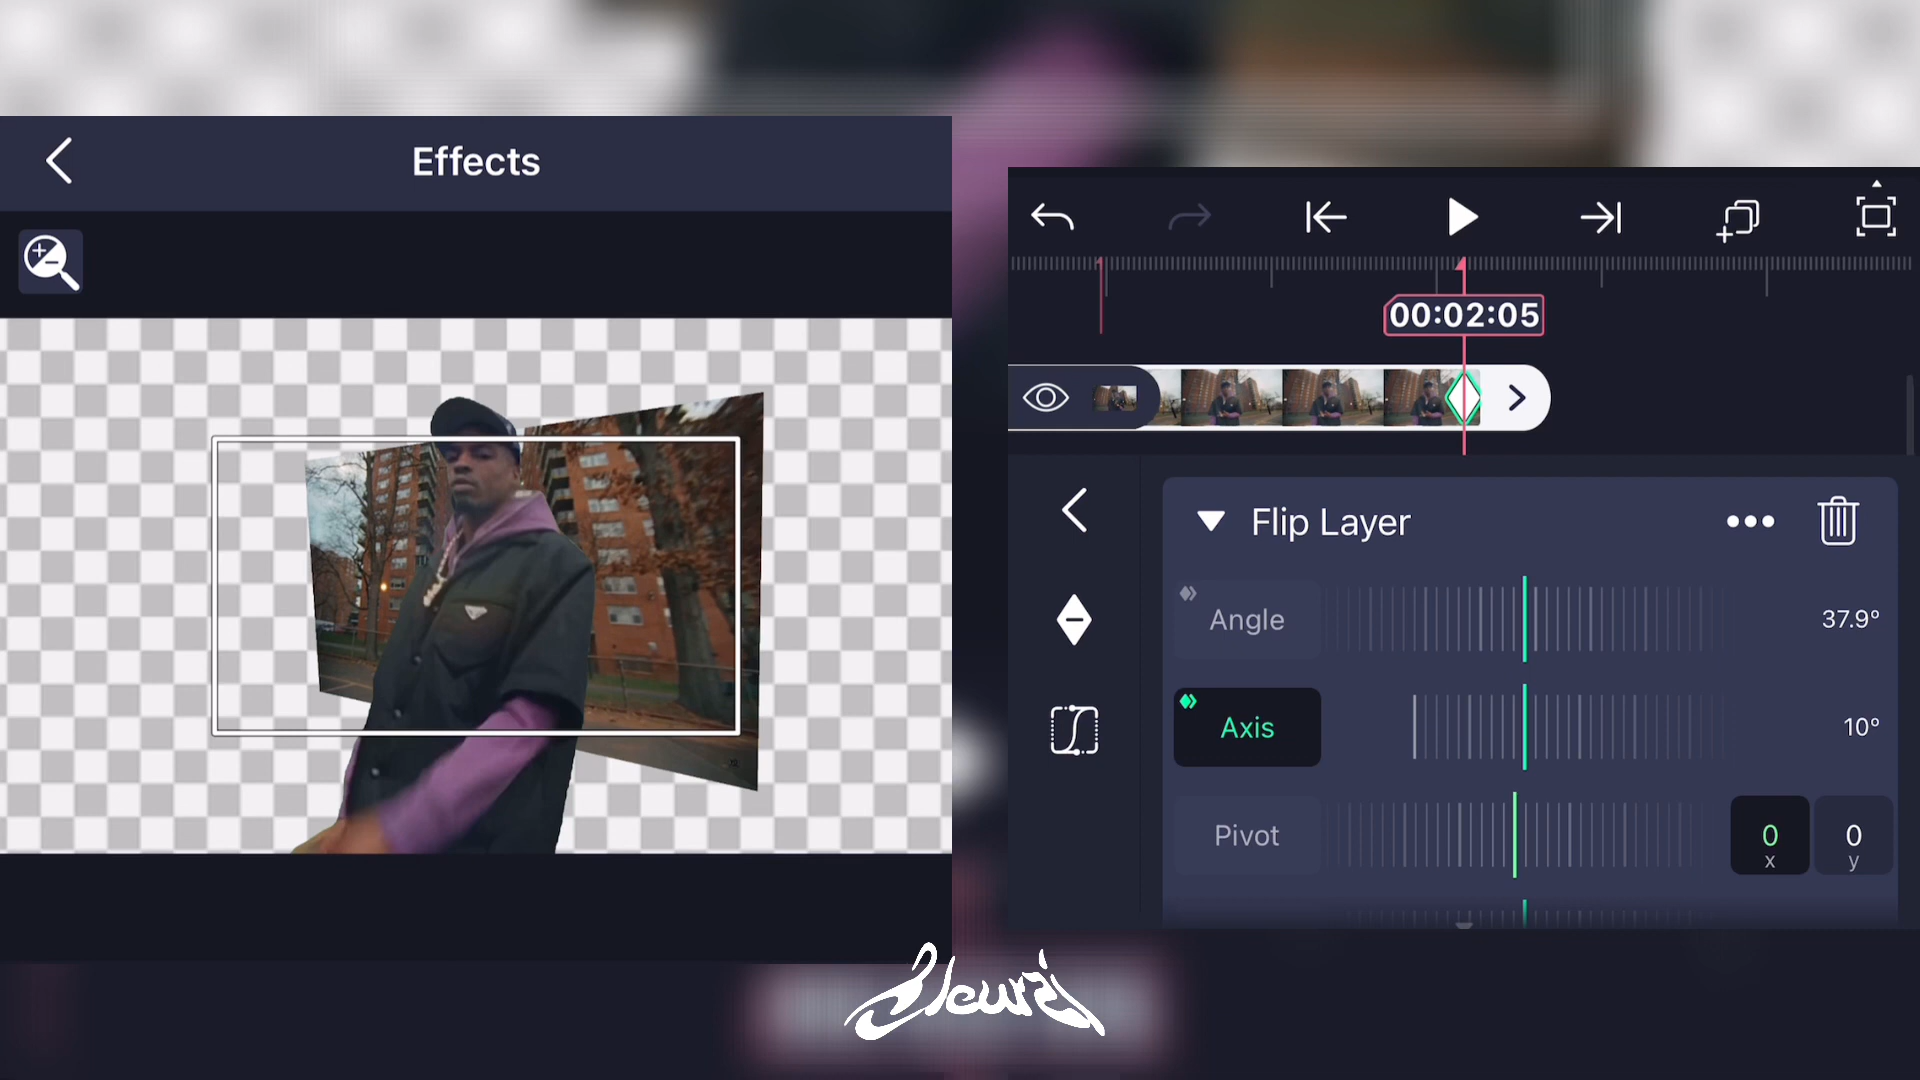 Effects
00:02:05
Flip Layer
Angle
37.9°
Axis
10°
Pivot
0
x
0
y